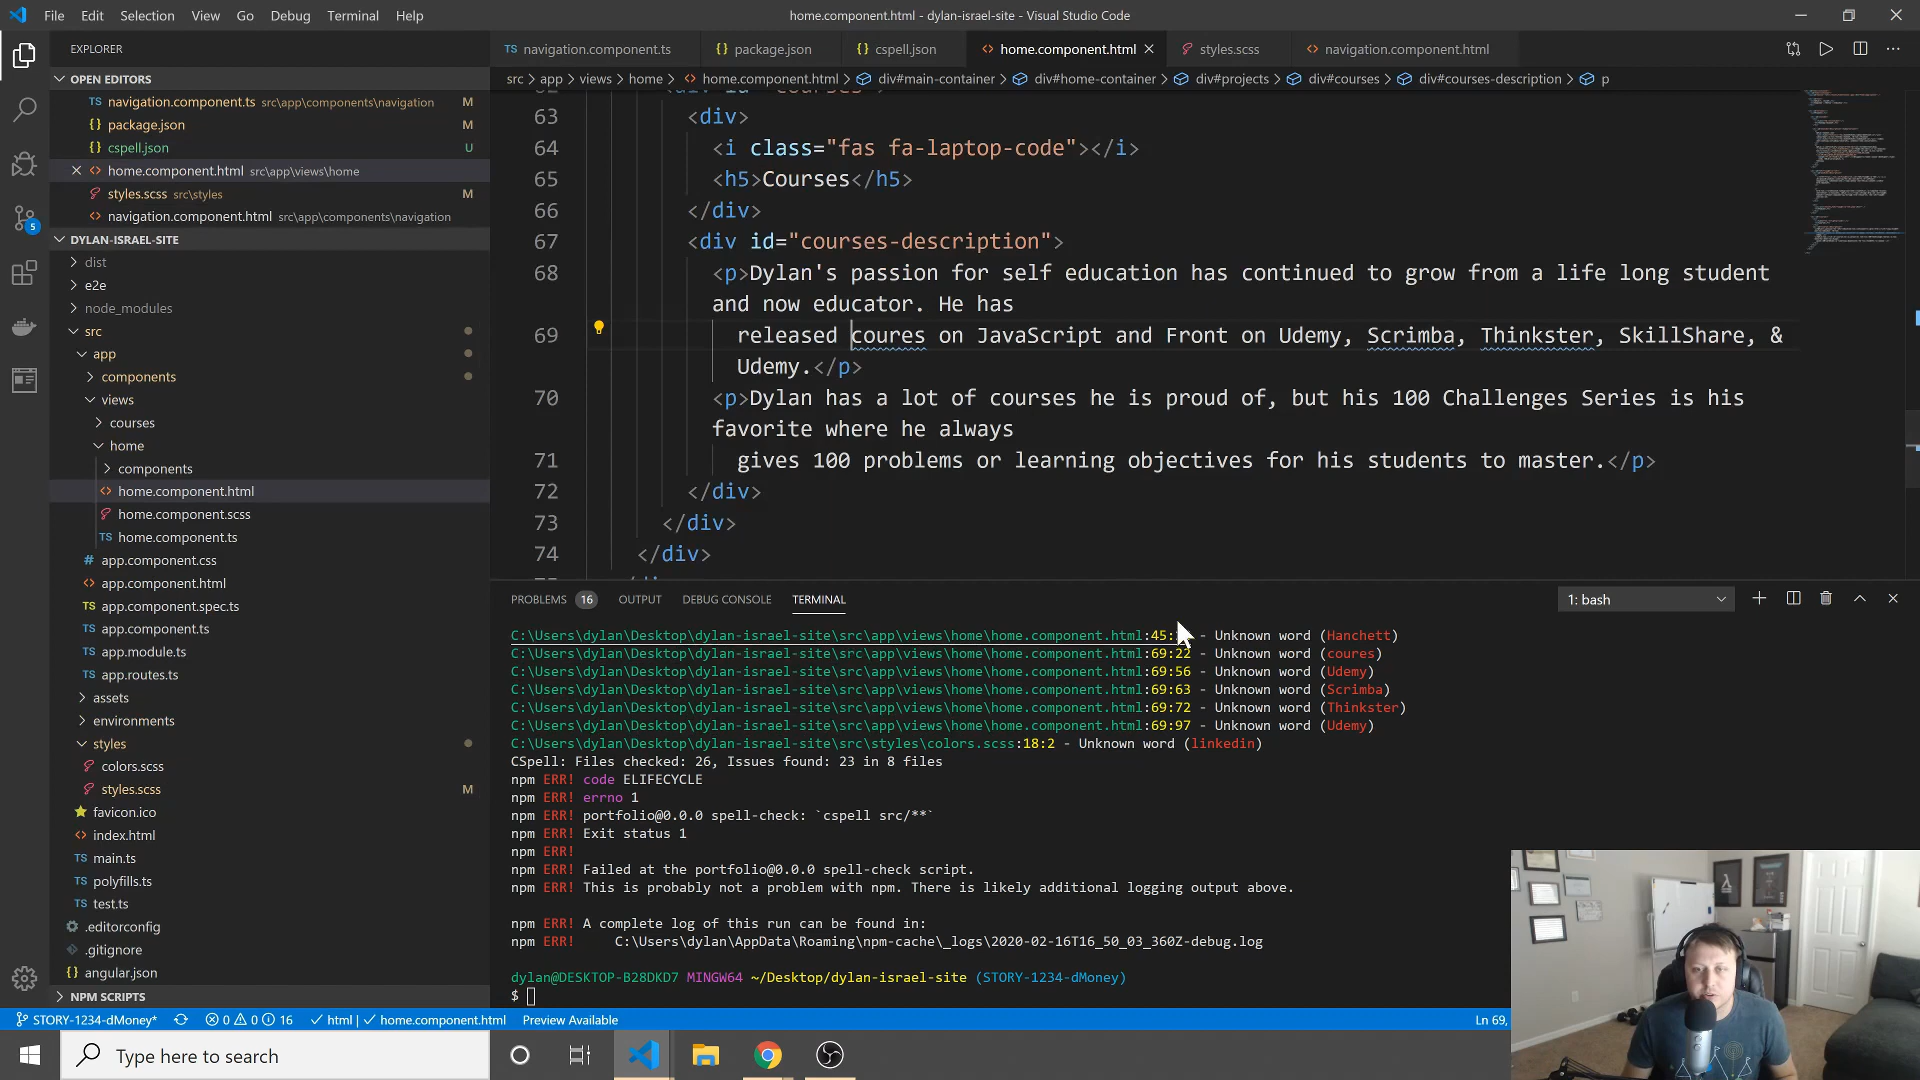 File Edit Selection View Go Debug Terminal Help
home.component.html - dylan-israel-site - Visual Studio Code
EXPLORER
OPEN EDITORS
TS navigation.component.ts src\app\components\navigation M
{} package.json M
{} cspell.json U
<> home.component.html src\app\views\home
styles.scss src\styles M
<> navigation.component.html src\app\components\navigation
DYLAN-ISRAEL-SITE
dist
e2e
node_modules
src
app
components
views
courses
home
components
<> home.component.html
home.component.scss
TS home.component.ts
# app.component.css
<> app.component.html
TS app.component.spec.ts
TS app.component.ts
TS app.module.ts
TS app.routes.ts
assets
environments
styles
colors.scss
styles.scss M
favicon.ico
<> index.html
TS main.ts
TS polyfills.ts
TS test.ts
.editorconfig
.gitignore
{} angular.json
NPM SCRIPTS
5
TS navigation.component.ts {} package.json {} cspell.json <> home.component.html styles.scss <> navigation.component.html
src > app > views > home > <> home.component.html > div#main-container > div#home-container > div#projects > div#courses > div#courses-description > p
63 <div>
64 <i class="fas fa-laptop-code"></i>
65 <h5>Courses</h5>
66 </div>
67 <div id="courses-description">
68 <p>Dylan's passion for self education has continued to grow from a life long student
and now educator. He has
69 released coures on JavaScript and Front on Udemy, Scrimba, Thinkster, SkillShare, &
Udemy.</p>
70 <p>Dylan has a lot of courses he is proud of, but his 100 Challenges Series is his
favorite where he always
71 gives 100 problems or learning objectives for his students to master.</p>
72 </div>
73 </div>
74 </div>
PROBLEMS 16 OUTPUT DEBUG CONSOLE TERMINAL
1: bash
C:\Users\dylan\Desktop\dylan-israel-site\src\app\views\home\home.component.html:45: - Unknown word (Hanchett)
C:\Users\dylan\Desktop\dylan-israel-site\src\app\views\home\home.component.html:69:22 - Unknown word (coures)
C:\Users\dylan\Desktop\dylan-israel-site\src\app\views\home\home.component.html:69:56 - Unknown word (Udemy)
C:\Users\dylan\Desktop\dylan-israel-site\src\app\views\home\home.component.html:69:63 - Unknown word (Scrimba)
C:\Users\dylan\Desktop\dylan-israel-site\src\app\views\home\home.component.html:69:72 - Unknown word (Thinkster)
C:\Users\dylan\Desktop\dylan-israel-site\src\app\views\home\home.component.html:69:97 - Unknown word (Udemy)
C:\Users\dylan\Desktop\dylan-israel-site\src\styles\colors.scss:18:2 - Unknown word (linkedin)
CSpell: Files checked: 26, Issues found: 23 in 8 files
npm ERR! code ELIFECYCLE
npm ERR! errno 1
npm ERR! portfolio@0.0.0 spell-check: `cspell src/**`
npm ERR! Exit status 1
npm ERR!
npm ERR! Failed at the portfolio@0.0.0 spell-check script.
npm ERR! This is probably not a problem with npm. There is likely additional logging output above.
npm ERR! A complete log of this run can be found in:
npm ERR! C:\Users\dylan\AppData\Roaming\npm-cache\_logs\2020-02-16T16_50_03_360Z-debug.log
dylan@DESKTOP-B28DKD7 MINGW64 ~/Desktop/dylan-israel-site (STORY-1234-dMoney)
$
STORY-1234-dMoney* 0 0 16 html | home.component.html Preview Available Ln 69,
Type here to search